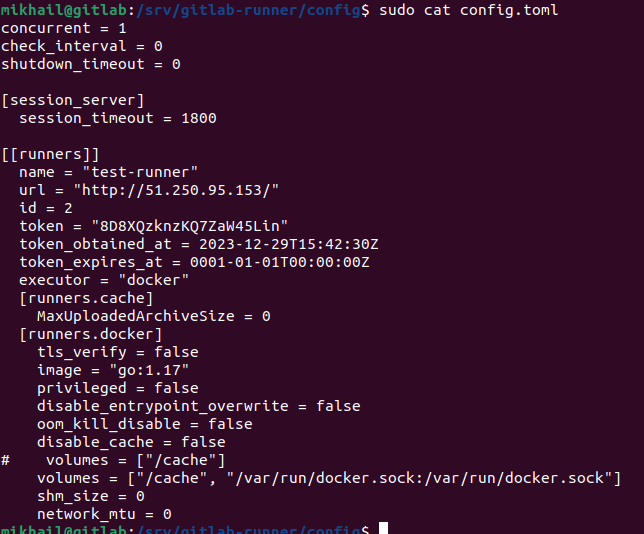 mikhail@gitlab:/srv/gitlab-runner/config$ sudo cat config.toml
concurrent = 1
check_interval = 0
shutdown_timeout = 0
[session_server]
  session_timeout = 1800
[[runners]]
  name = "test-runner"
  url = "http://51.250.95.153/"
  id = 2
  token = "8D8XQzknzKQ7ZaW45Lin"
  token_obtained_at = 2023-12-29T15:42:30Z
  token_expires_at = 0001-01-01T00:00:00Z
  executor = "docker"
  [runners.cache]
    MaxUploadedArchiveSize = 0
  [runners.docker]
    tls_verify = false
    image = "go:1.17"
    privileged = false
    disable_entrypoint_overwrite = false
    oom_kill_disable = false
    disable_cache = false
#    volumes = ["/cache"]
    volumes = ["/cache", "/var/run/docker.sock:/var/run/docker.sock"]
    shm_size = 0
    network_mtu = 0
mikhail@gitlab:/srv/gitlab-runner/config$